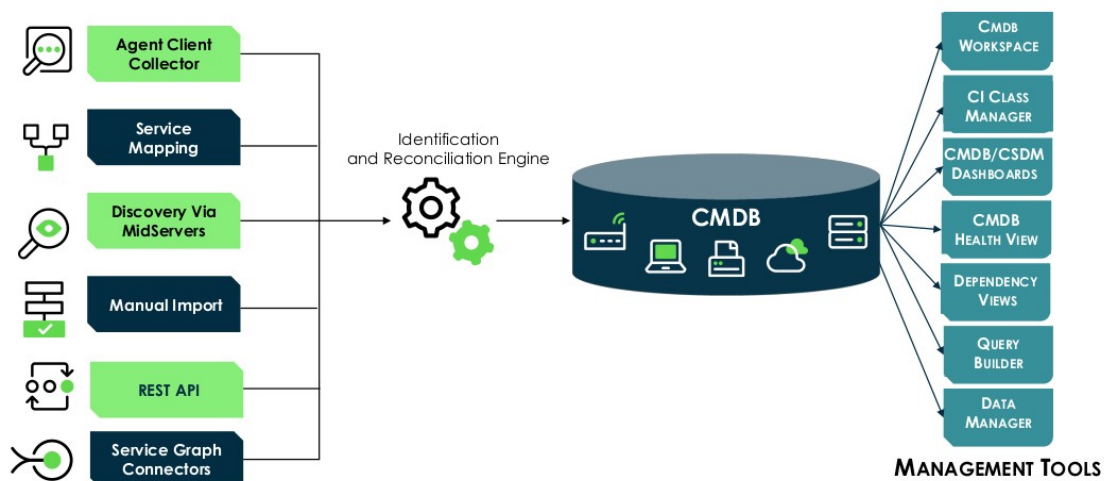 Agent Client
Collector
Service
Mapping
Discovery Via
MidServers
Manual Import
REST API
Service Graph
Connectors
Identification
and Reconciliation Engine
CMDB
CMDB
WORKSPACE
CI CLASS
MANAGER
CMDB/CSDM
DASHBOARDS
CMDB
HEALTH VIEW
DEPENDENCY
VIEWS
QUERY
BUILDER
DATA
MANAGER
MANAGEMENT TOOLS